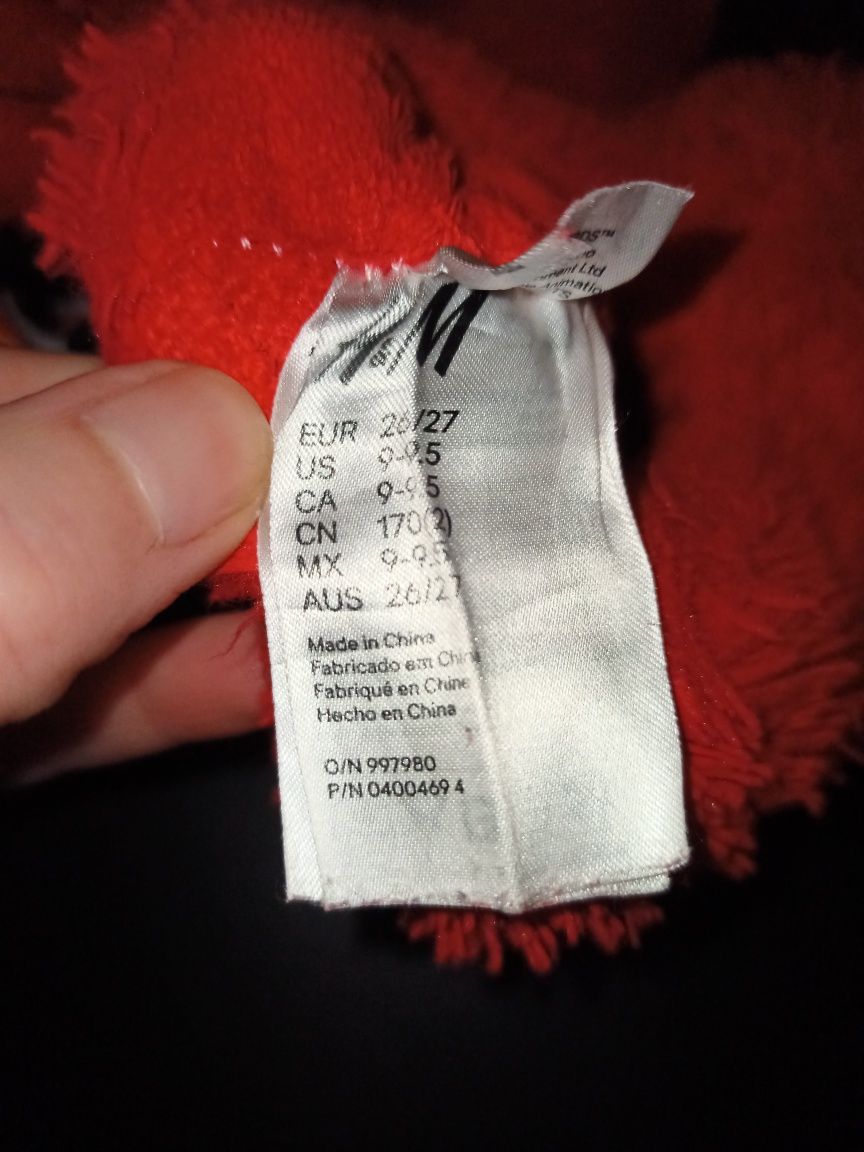 Ltd
H&M
EUR 26/27
US 9-9.5
CA 9-9.5
CN 170(2)
MX 9-9.5
AUS 26/27
Made in China
Fabricado em China
Fabriqué en Chine
Hecho en China
O/N 997980
P/N 0400469 4